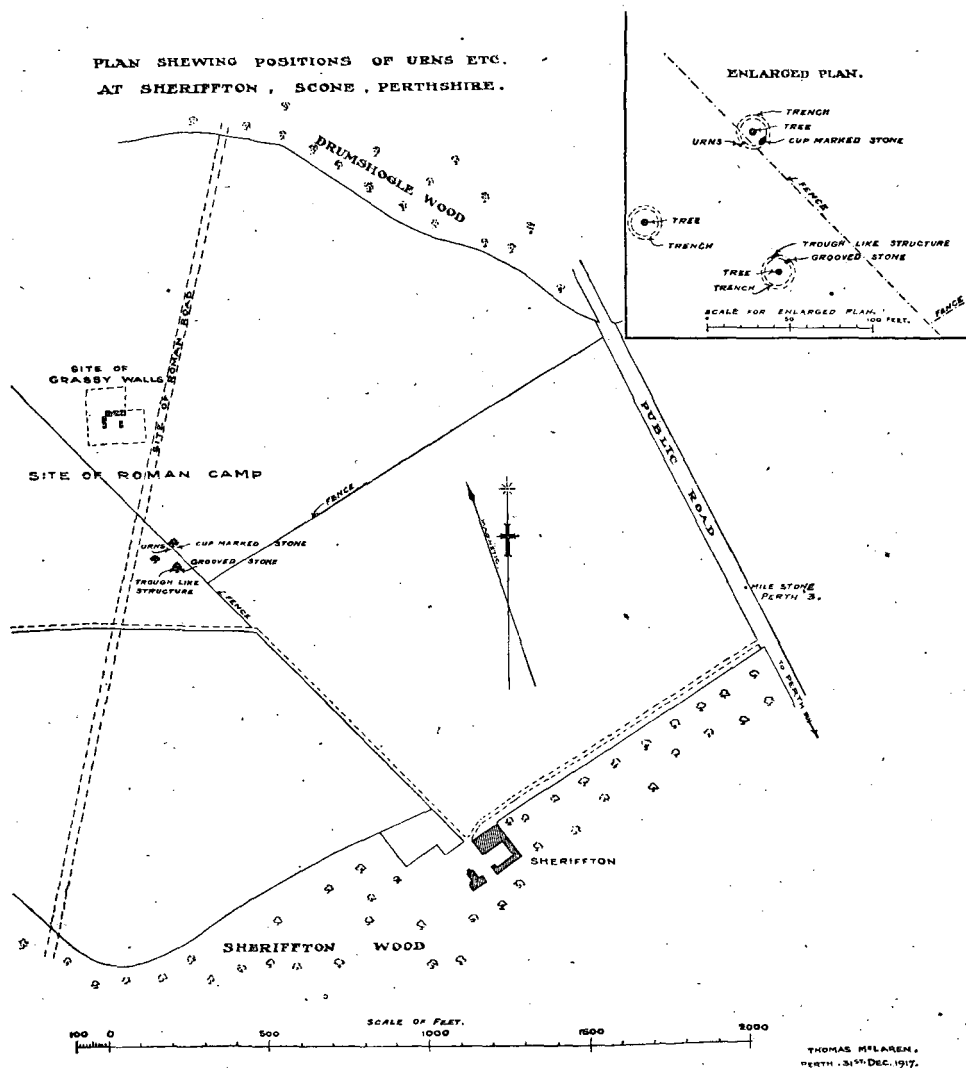 PLAN SHEWING POSITIONS OF URNS ETC.
AT SHERIFFTON, SCONE, PERTHSHIRE.
ENLARGED PLAN.
TRENCH
TREE
URNS
CUP MARKED STONE
FENCE
TREE
TRENCH
TROUGH LIKE STRUCTURE
GROOVED STONE
TREE
TRENCH
SCALE FOR ENLARGED PLAN.
0 50 100 FEET.
FENCE
DRUMSHOGLE WOOD
SITE OF ROMAN ROAD
SITE OF
GRASSY WALLS
SITE OF ROMAN CAMP
PUBLIC ROAD
FENCE
MAGNETIC
URNS
CUP MARKED STONE
GROOVED STONE
TROUGH LIKE
STRUCTURE
FENCE
MILE STONE
PERTH 3.
TO PERTH
SHERIFFTON
SHERIFFTON WOOD
SCALE OF FEET.
100 0 500 1000 1500 2000
THOMAS McLAREN.
PERTH. 31ST. DEC. 1917.